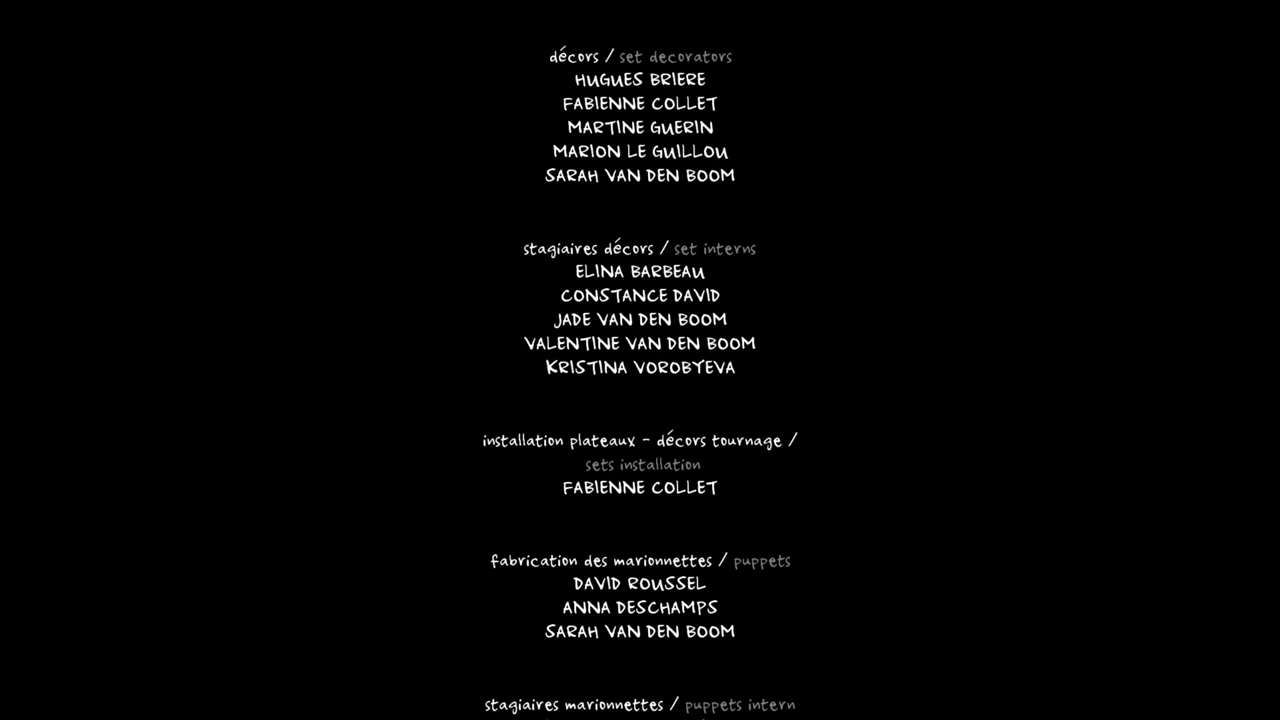 décors / set decorators
HUGUES BRIERE
FABIENNE COLLET
MARTINE GUERIN
MARION LE GUILLOU
SARAH VAN DEN BOOM
stagiaires décors / set interns
ELINA BARBEAU
CONSTANCE DAVID
JADE VAN DEN BOOM
VALENTINE VAN DEN BOOM
KRISTINA VOROBYEVA
installation plateaux - décors tournage /
sets installation
FABIENNE COLLET
fabrication des marionnettes / puppets
DAVID ROUSSEL
ANNA DESCHAMPS
SARAH VAN DEN BOOM
stagiaires marionnettes / puppets intern